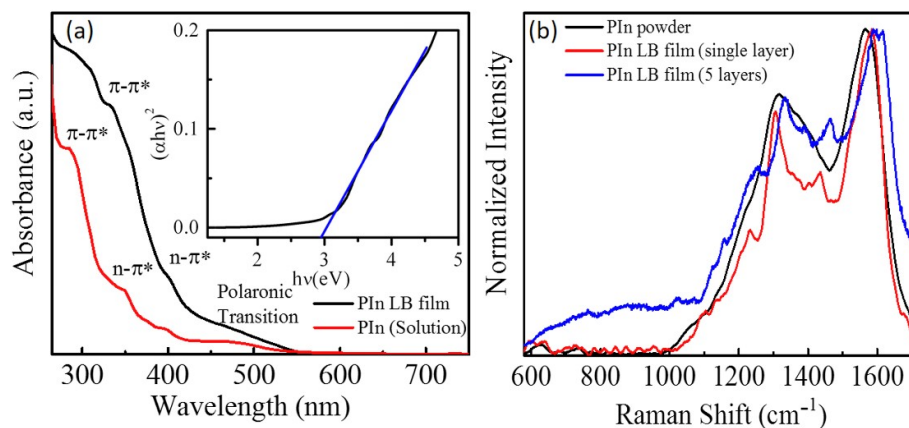 (a)
π-π*
π-π*
n-π*
n-π*
Polaronic
Transition
PIn LB film
PIn (Solution)
Absorbance (a.u.)
300 400 500 600 700
Wavelength (nm)
(αhν)²
0.2
0.1
0.0
2 3 4 5
hν(eV)
(b)
PIn powder
PIn LB film (single layer)
PIn LB film (5 layers)
Normalized Intensity
600 800 1000 1200 1400 1600
Raman Shift (cm⁻¹)